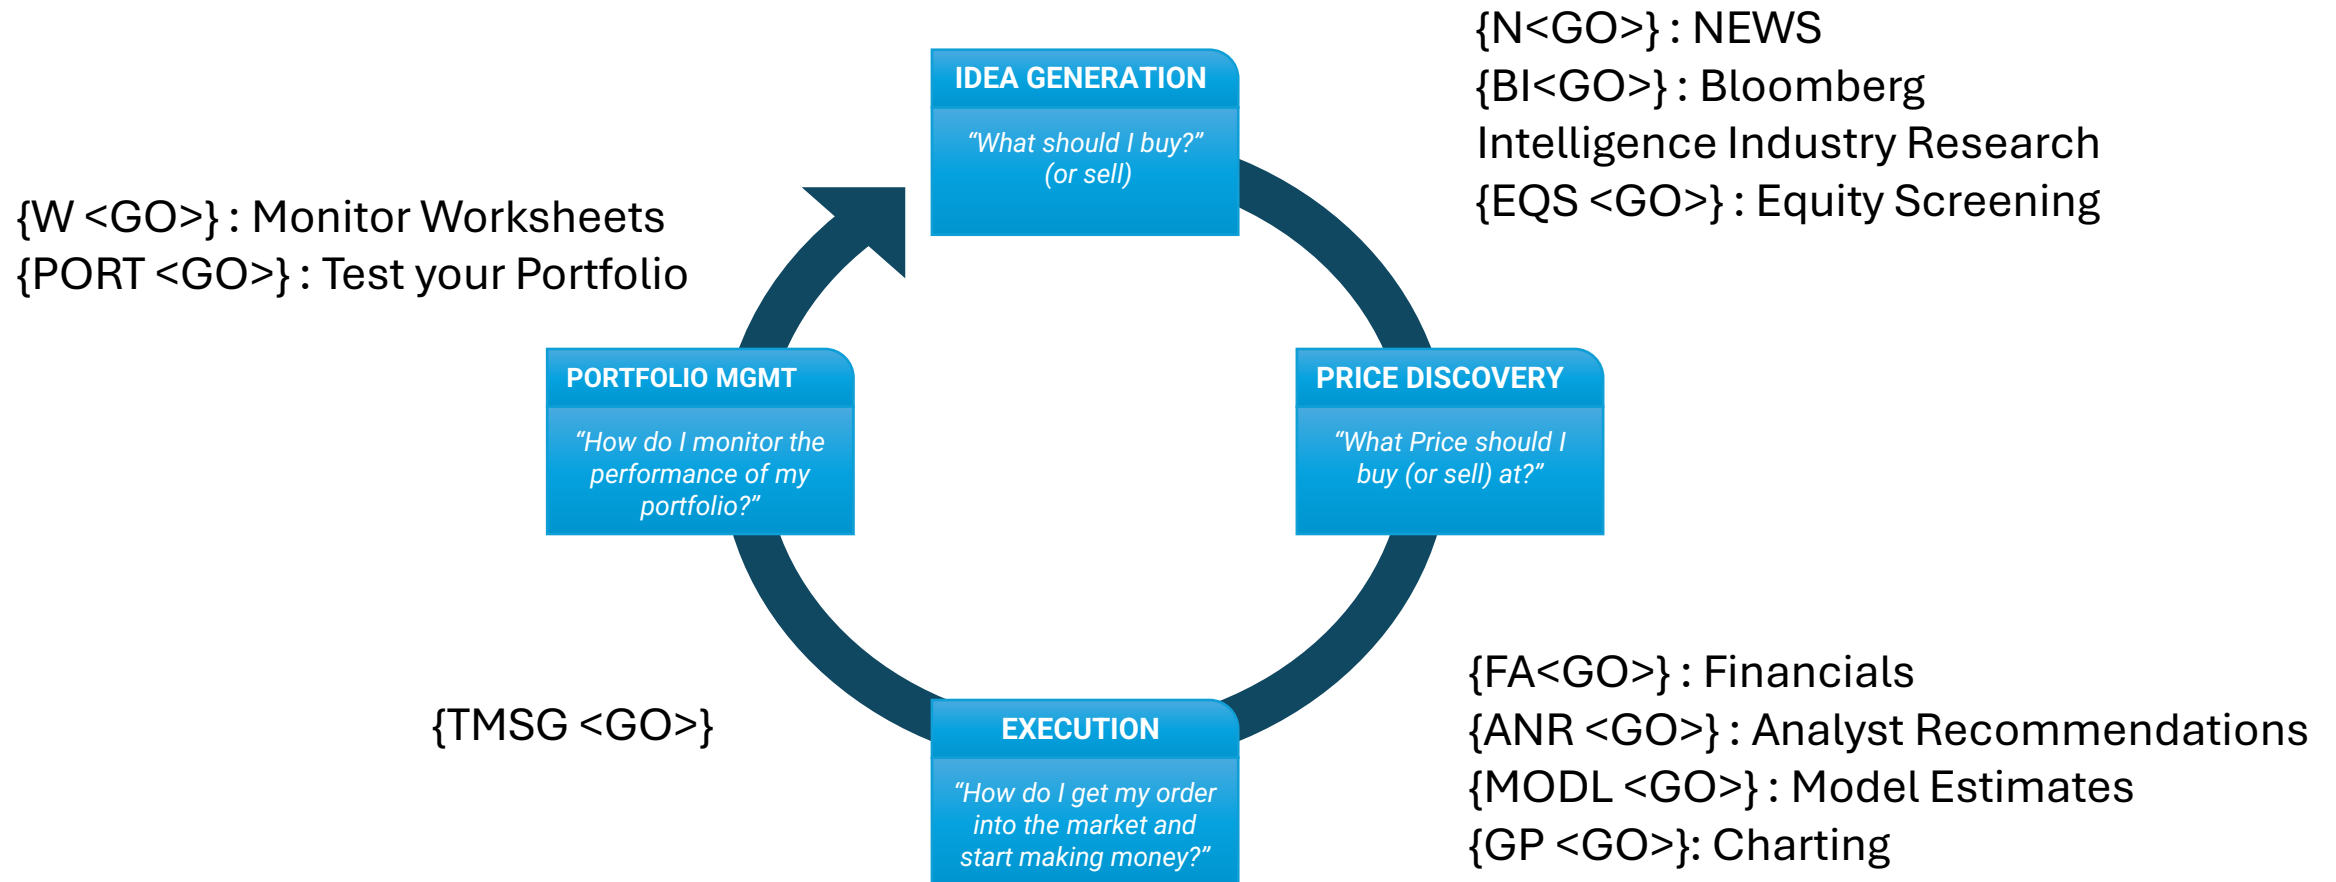 {N<GO>} : NEWS
{BI<GO>} : Bloomberg
Intelligence Industry Research
{EQS <GO>} : Equity Screening
IDEA GENERATION
“What should I buy?”
(or sell)
{W <GO>} : Monitor Worksheets
{PORT <GO>} : Test your Portfolio
PORTFOLIO MGMT
“How do I monitor the
performance of my
portfolio?”
PRICE DISCOVERY
“What Price should I
buy (or sell) at?”
{TMSG <GO>}
EXECUTION
“How do I get my order
into the market and
start making money?”
{FA<GO>} : Financials
{ANR <GO>} : Analyst Recommendations
{MODL <GO>} : Model Estimates
{GP <GO>}: Charting